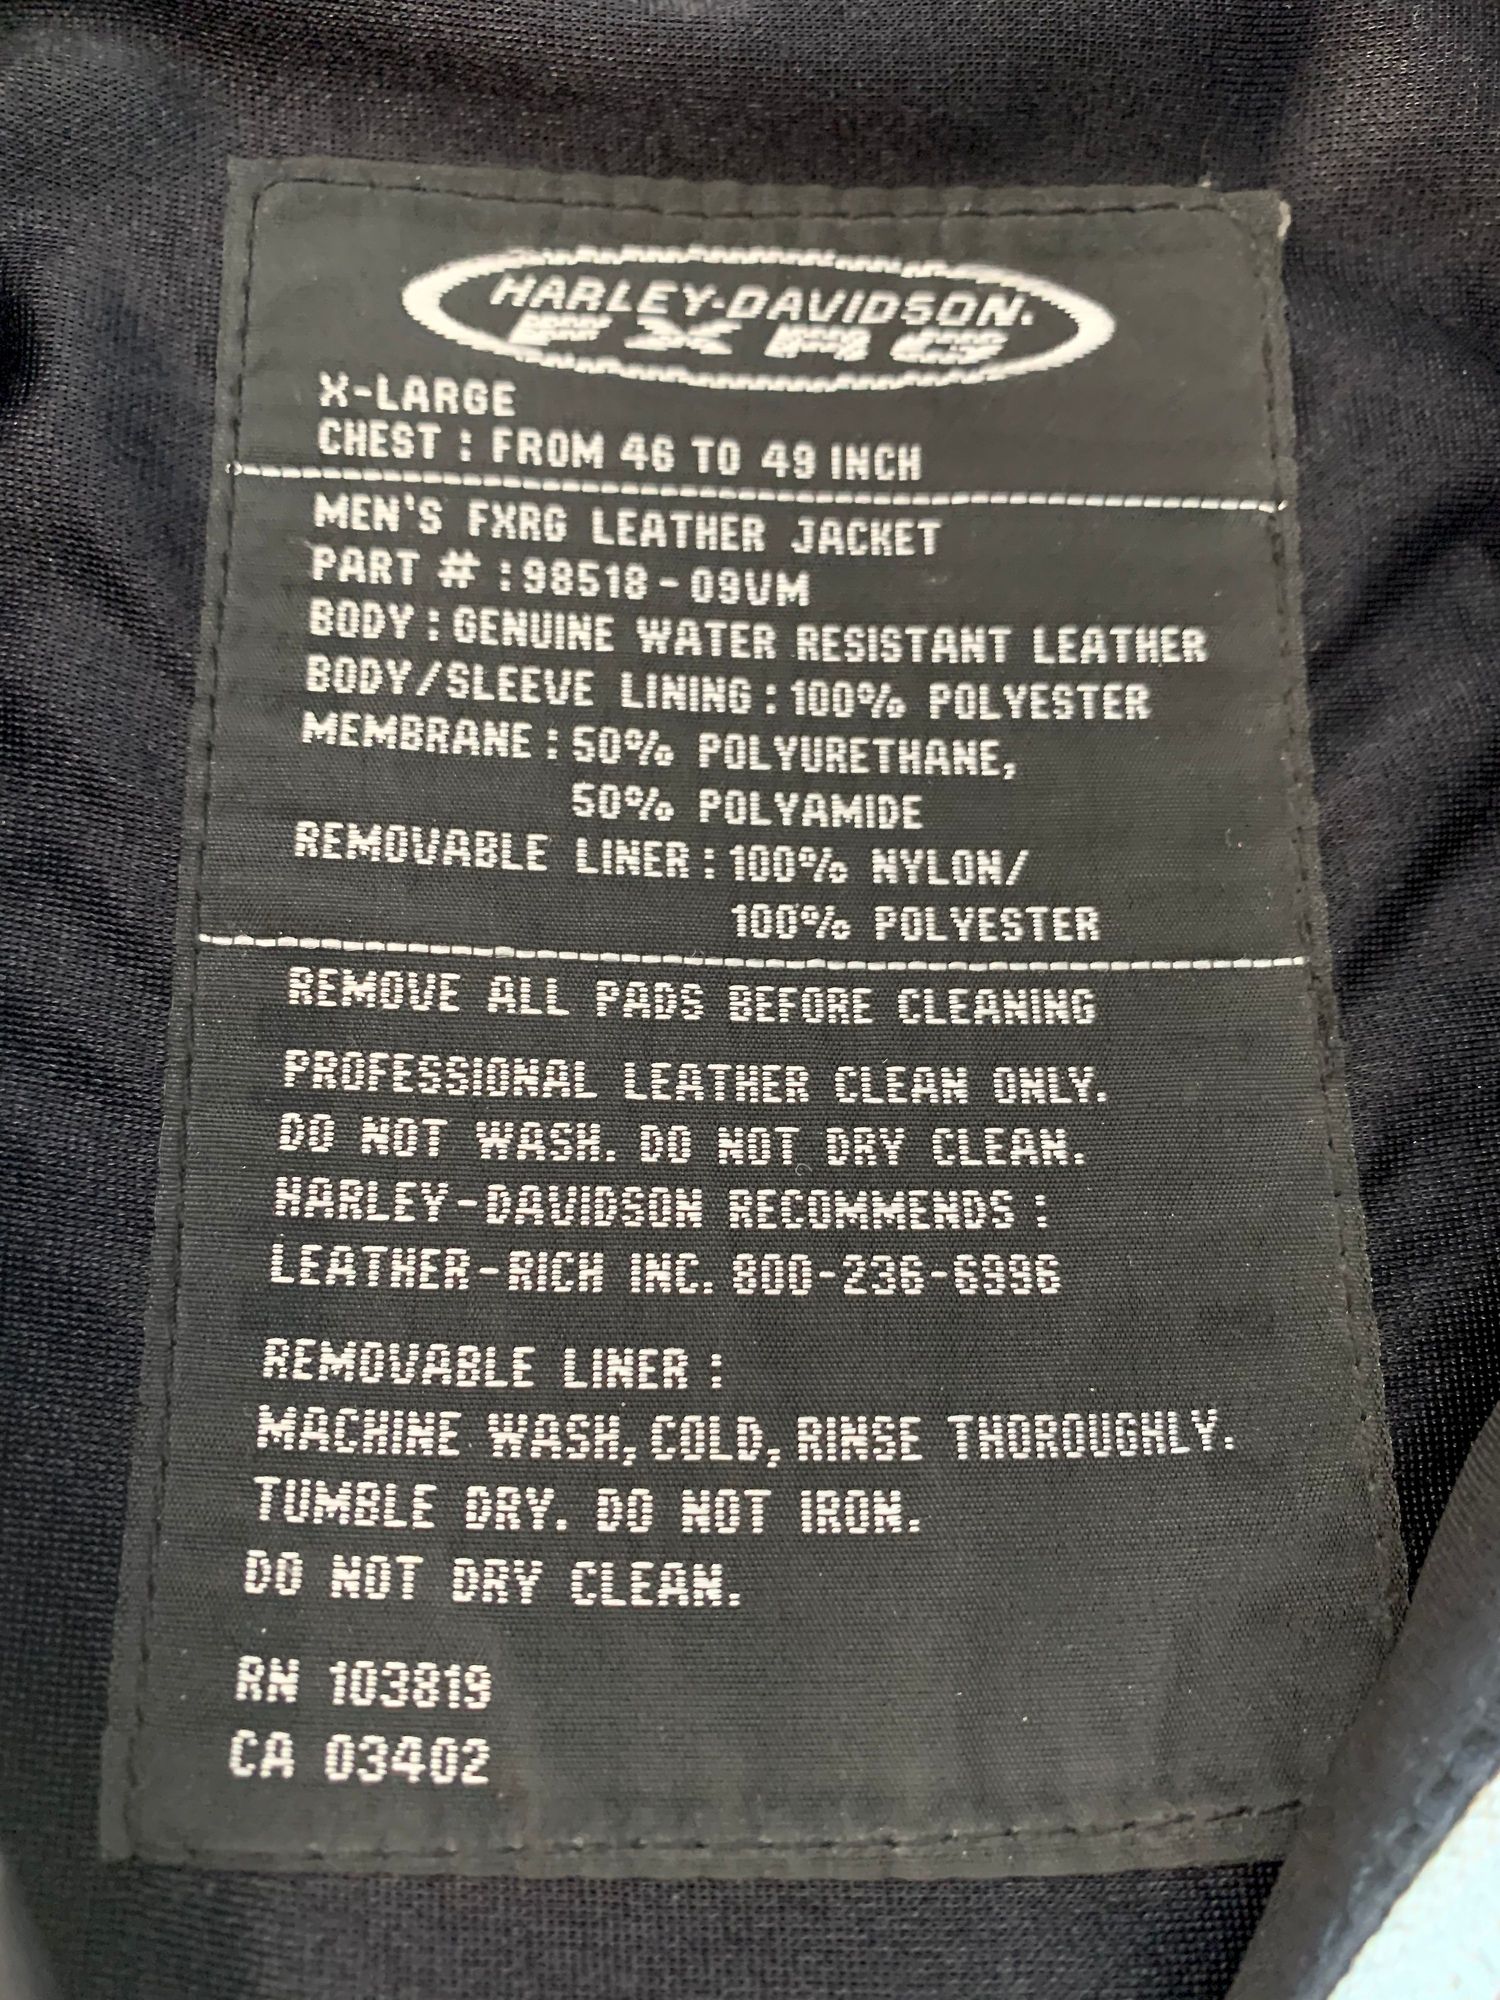 HARLEY-DAVIDSON.
FXRG
X-LARGE
CHEST : FROM 46 TO 49 INCH
MEN'S FXRG LEATHER JACKET
PART # : 98518-09VM
BODY : GENUINE WATER RESISTANT LEATHER
BODY/SLEEVE LINING : 100% POLYESTER
MEMBRANE : 50% POLYURETHANE,
50% POLYAMIDE
REMOVABLE LINER : 100% NYLON/
100% POLYESTER
REMOVE ALL PADS BEFORE CLEANING
PROFESSIONAL LEATHER CLEAN ONLY.
DO NOT WASH. DO NOT DRY CLEAN.
HARLEY-DAVIDSON RECOMMENDS :
LEATHER-RICH INC. 800-236-6996
REMOVABLE LINER :
MACHINE WASH, COLD, RINSE THOROUGHLY.
TUMBLE DRY. DO NOT IRON.
DO NOT DRY CLEAN.
RN 103819
CA 03402